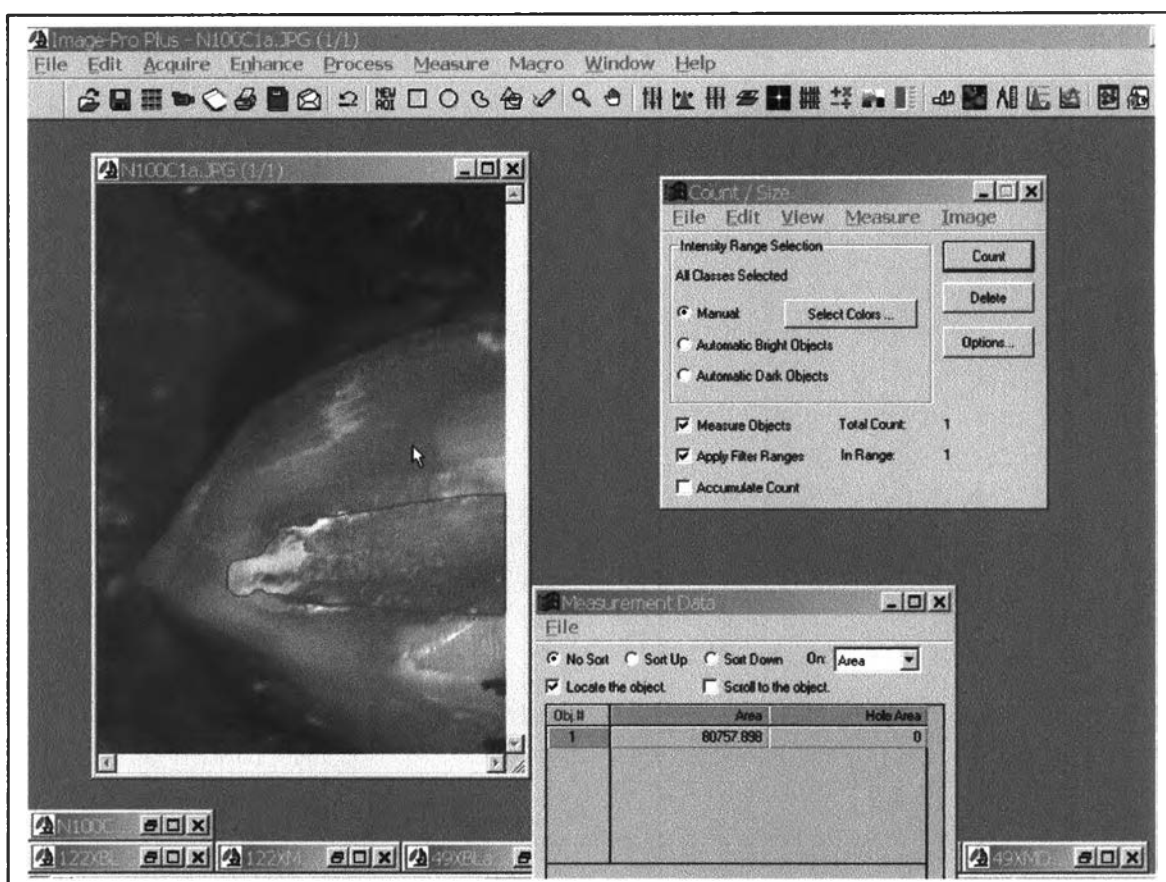 Image-Pro Plus - N100C1a.JPG (1/1)
File Edit Acquire Enhance Process Measure Macro Window Help
NEW AOI
N100C1a.JPG (1/1)
Count / Size
File Edit View Measure Image
Intensity Range Selection
All Classes Selected
Manual Select Colors ...
Automatic Bright Objects
Automatic Dark Objects
Count
Delete
Options...
Measure Objects Total Count: 1
Apply Filter Ranges In Range: 1
Accumulate Count
Measurement Data
File
No Sort Sort Up Sort Down On: Area
Locate the object. Scroll to the object.
Obj.# Area Hole Area
1 80757.898 0
N100C...
122XBL... 122XM... 49XBLa... 49XMD...